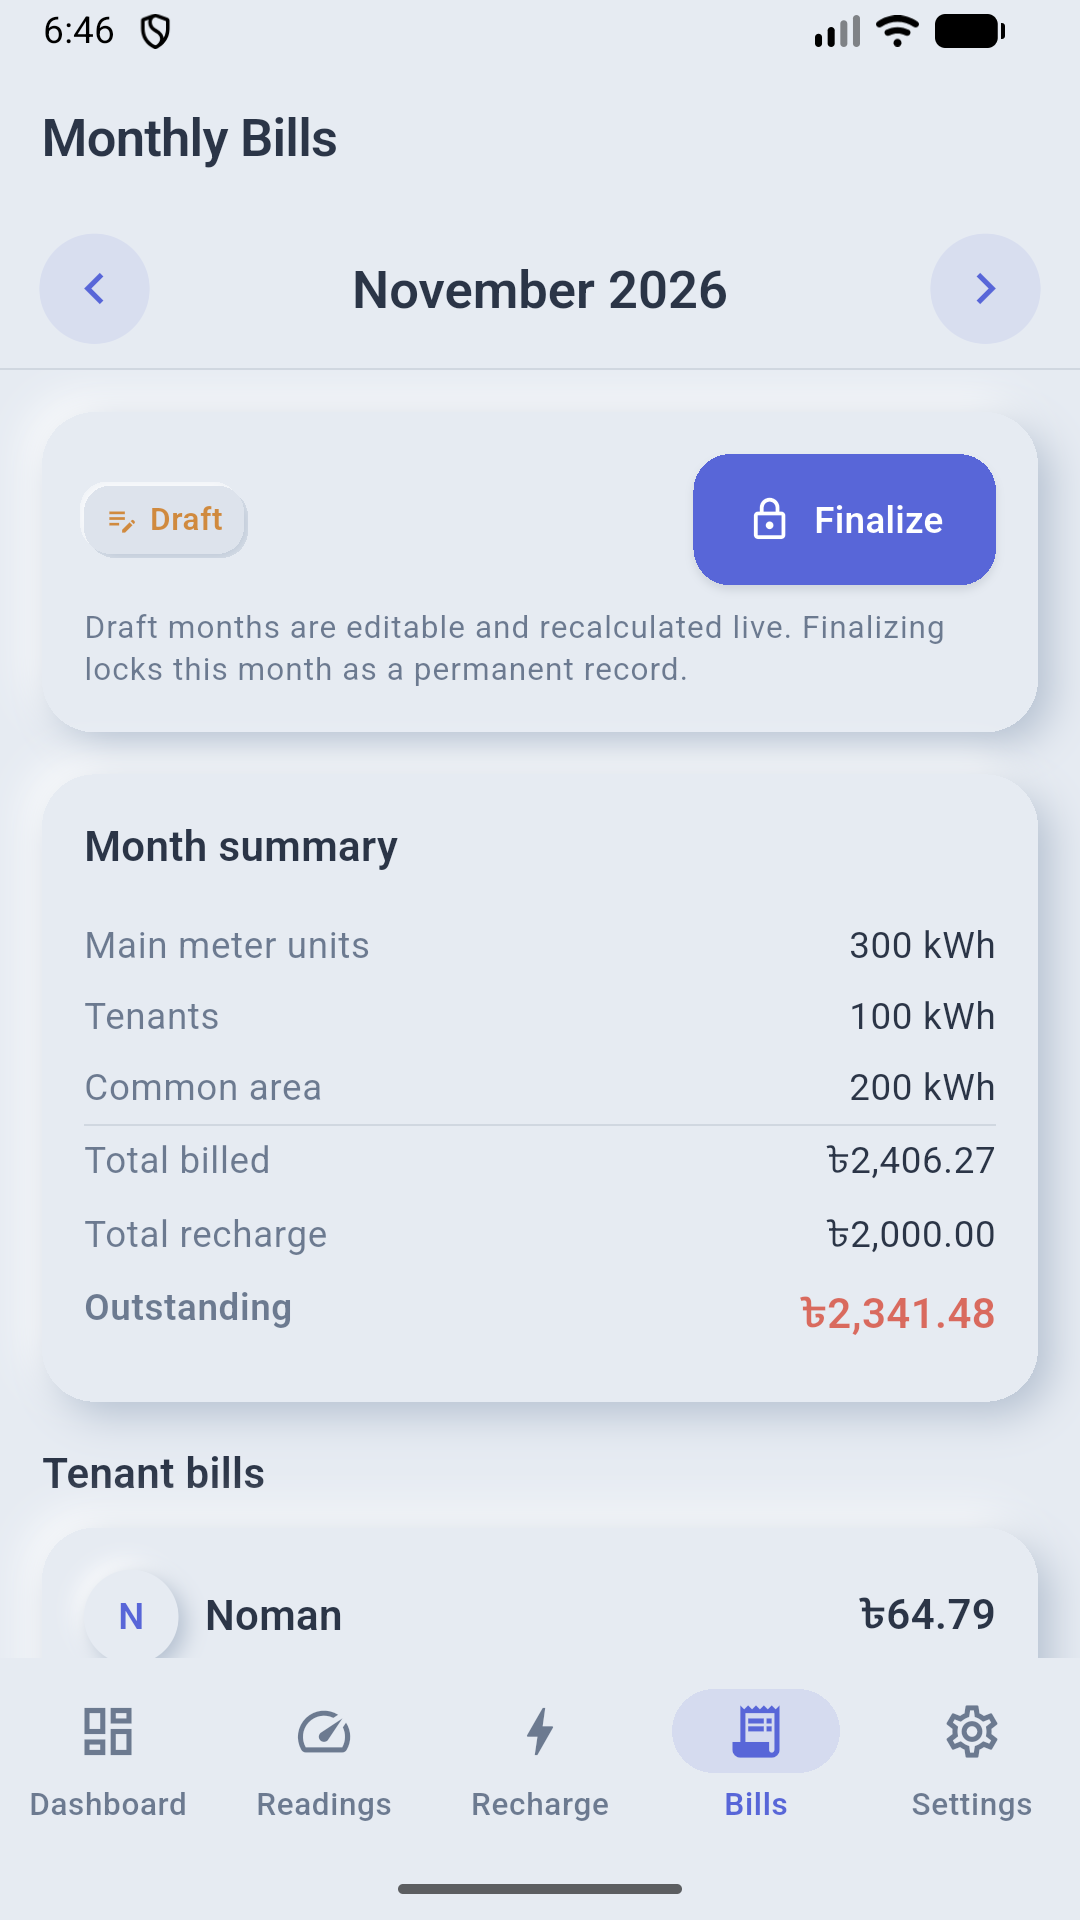 6:46
Monthly Bills
November 2026
Draft
Finalize
Draft months are editable and recalculated live. Finalizing
locks this month as a permanent record.
Month summary
Main meter units 300 kWh
Tenants 100 kWh
Common area 200 kWh
Total billed ৳2,406.27
Total recharge ৳2,000.00
Outstanding ৳2,341.48
Tenant bills
N Noman ৳64.79
Dashboard Readings Recharge Bills Settings